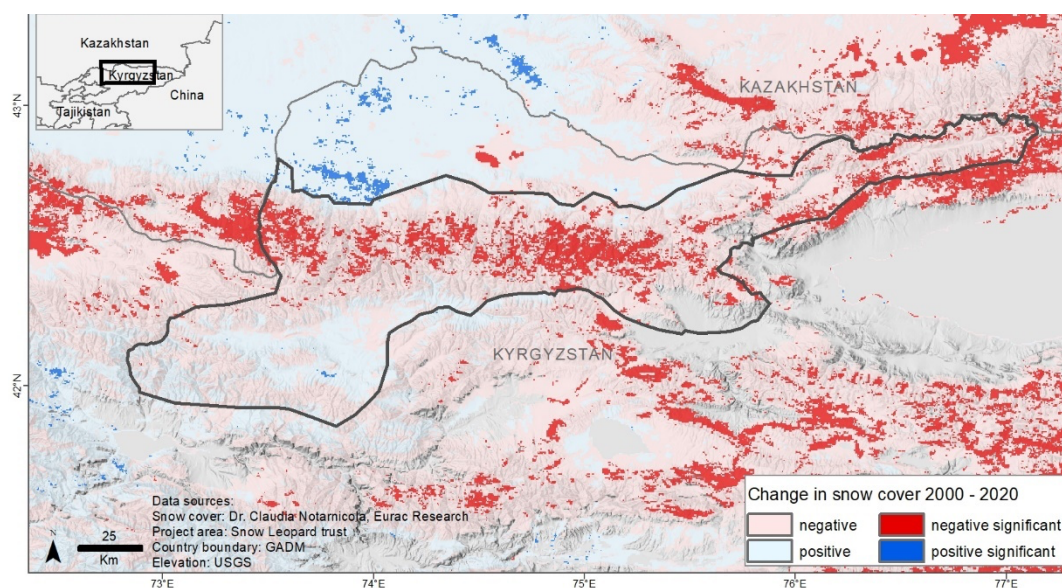 Kazakhstan
Kyrgyzstan
China
Tajikistan
43°N
KAZAKHSTAN
KYRGYZSTAN
42°N
Data sources:
Snow cover: Dr. Claudia Notarnicola, Eurac Research
Project area: Snow Leopard trust
Country boundary: GADM
Elevation: USGS
N
25
Km
Change in snow cover 2000 - 2020
negative
negative significant
positive
positive significant
73°E
74°E
75°E
76°E
77°E